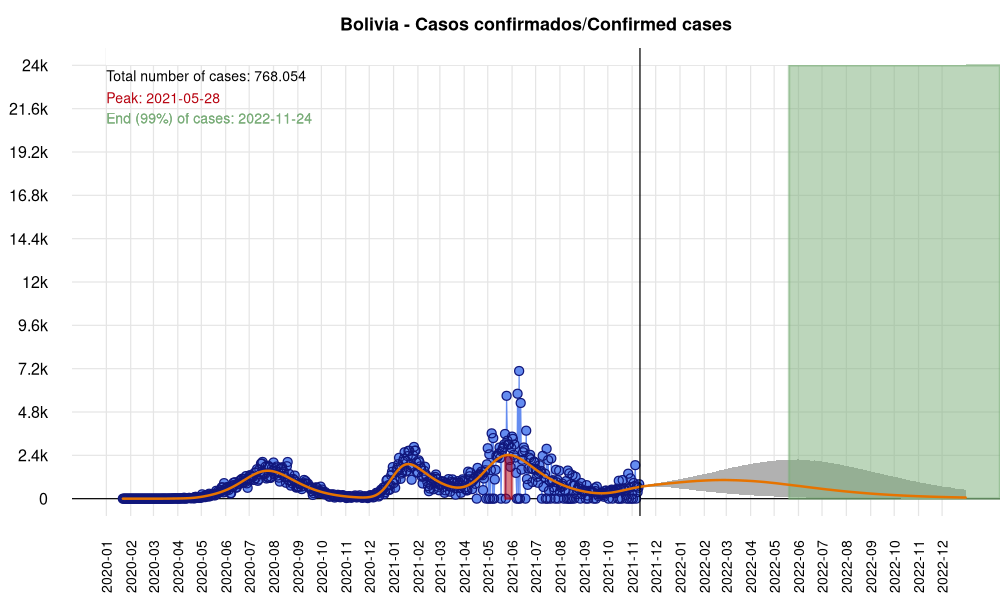 Bolivia - Casos confirmados/Confirmed cases
24k
Total number of cases: 768.054
Peak: 2021-05-28
21.6k
End (99%) of cases: 2022-11-24
19.2k
16.8k
14.4k
12k
9.6k
7.2k
4.8k
2.4k
0
2020-01
2020-02
2020-03
2020-04
2020-05
2020-06
2020-07
2020-08
2020-09
2020-10
2020-11
2020-12
2021-01
2021-02
2021-03
2021-04
2021-05
2021-06
2021-07
2021-08
2021-09
2021-10
2021-11
2021-12
2022-01
2022-02
2022-03
2022-04
2022-05
2022-06
2022-07
2022-08
2022-09
2022-10
2022-11
2022-12